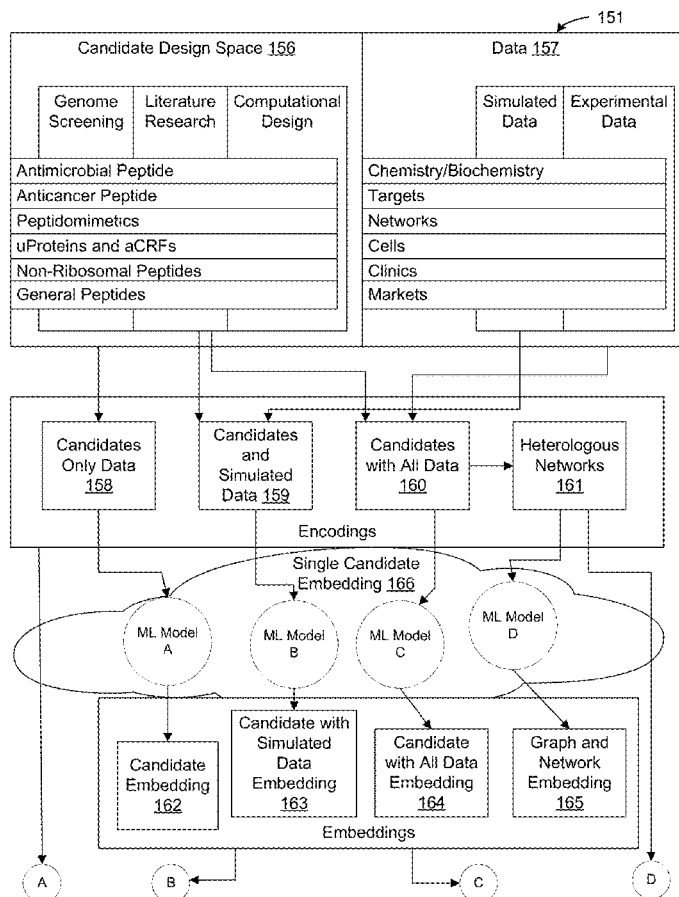 151
Candidate Design Space 156
Data 157
Genome
Screening
Literature
Research
Computational
Design
Simulated
Data
Experimental
Data
Antimicrobial Peptide
Anticancer Peptide
Peptidomimetics
uProteins and aCRFs
Non-Ribosomal Peptides
General Peptides
Chemistry/Biochemistry
Targets
Networks
Cells
Clinics
Markets
Candidates
Only Data
158
Candidates
and
Simulated
Data 159
Candidates
with All Data
160
Heterologous
Networks
161
Encodings
Single Candidate
Embedding 166
ML Model
A
ML Model
B
ML Model
C
ML Model
D
Candidate
Embedding
162
Candidate with
Simulated
Data
Embedding
163
Candidate
with All Data
Embedding
164
Graph and
Network
Embedding
165
Embeddings
A
B
C
D